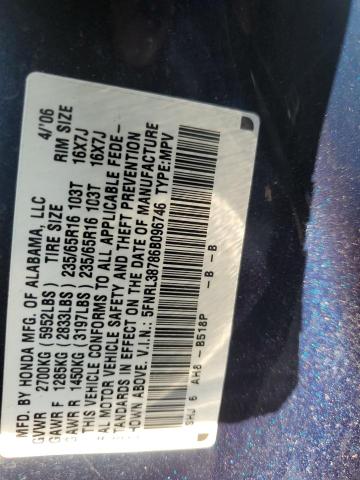 MFD. BY HONDA MFG. OF ALABAMA, LLC 4/'06
GVWR 2700KG (5952LBS) TIRE SIZE RIM SIZE
GAWR F 1285KG (2833LBS) 235/65R16 103T 16X7J
GAWR R 1450KG (3197LBS) 235/65R16 103T 16X7J
THIS VEHICLE CONFORMS TO ALL APPLICABLE FEDE-
RAL MOTOR VEHICLE SAFETY AND THEFT PREVENTION
STANDARDS IN EFFECT ON THE DATE OF MANUFACTURE
SHOWN ABOVE. V.I.N.: 5FNRL38786B096746 TYPE:MPV
SHJ 6 AH8 -B518P -B -B